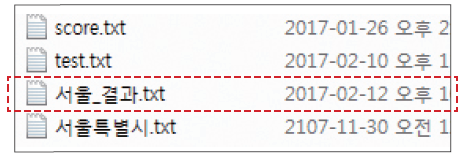 score.txt 2017-01-26 오후 2
test.txt 2017-02-10 오후 1
서울_결과.txt 2017-02-12 오후 1
서울특별시.txt 2107-11-30 오전 1